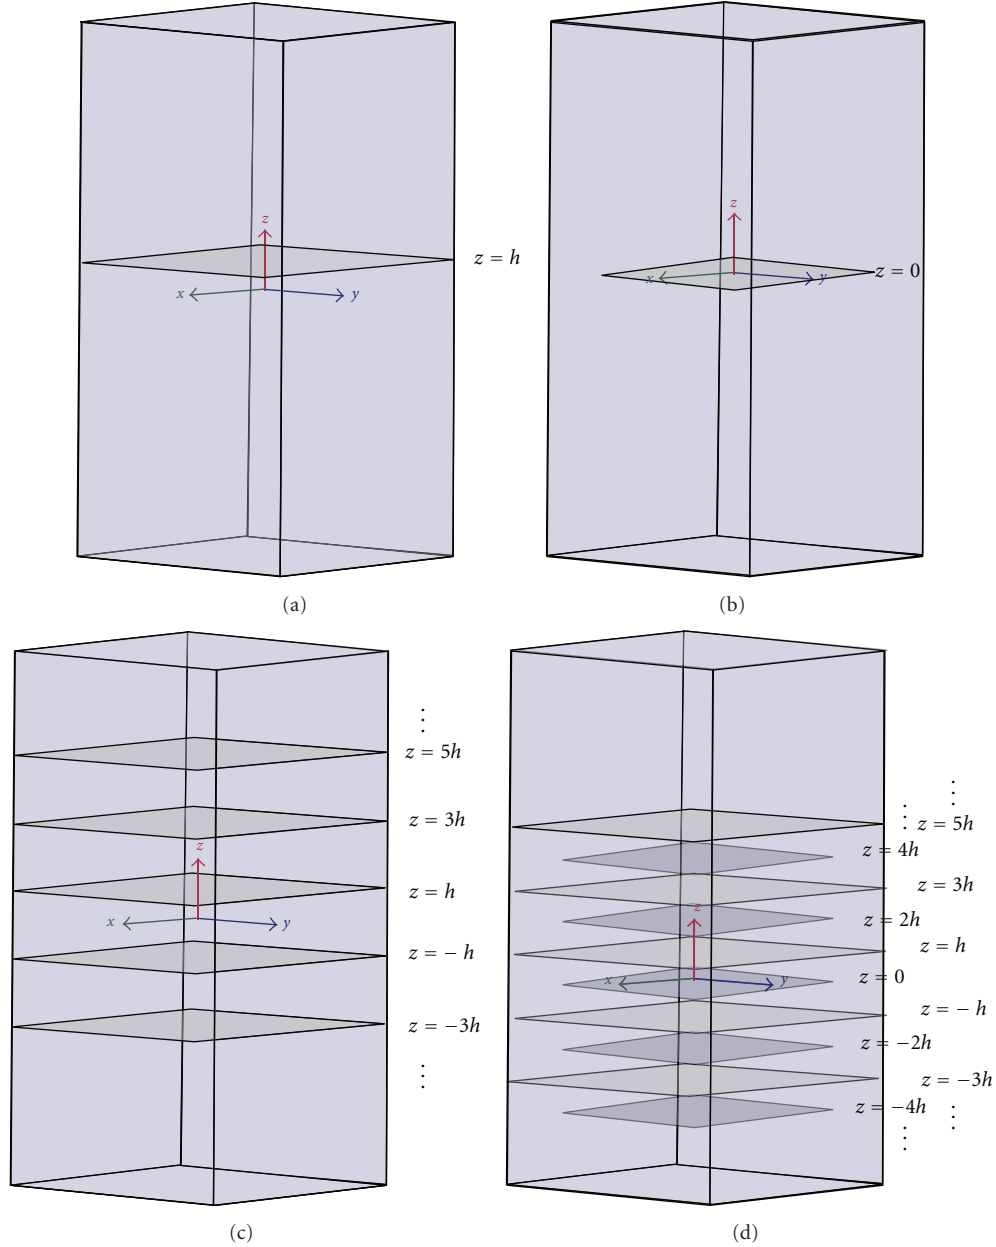 z
z = h
x
y
(a)
z
z = 0
x
y
(b)
⋮
z = 5h
z = 3h
z
z = h
x
y
z = − h
z = −3h
⋮
(c)
⋮
⋮
z = 5h
z = 4h
z = 3h
z
z = 2h
z = h
x
z = 0
y
z = − h
z = −2h
z = −3h
z = −4h
⋮
⋮
(d)